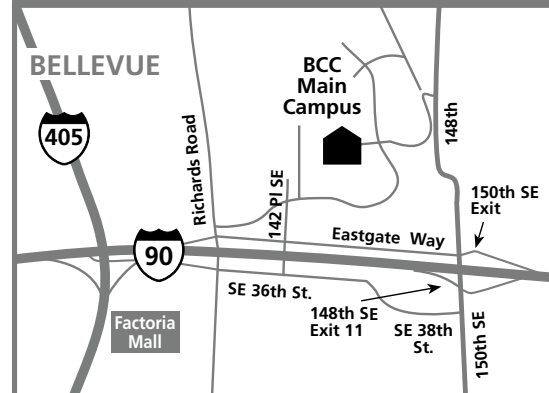 BELLEVUE
BCC
Main
Campus
405
Richards Road
148th
142 Pl SE
150th SE
Exit
Eastgate Way
90
SE 36th St.
148th SE
Exit 11
SE 38th
St.
150th SE
Factoria
Mall